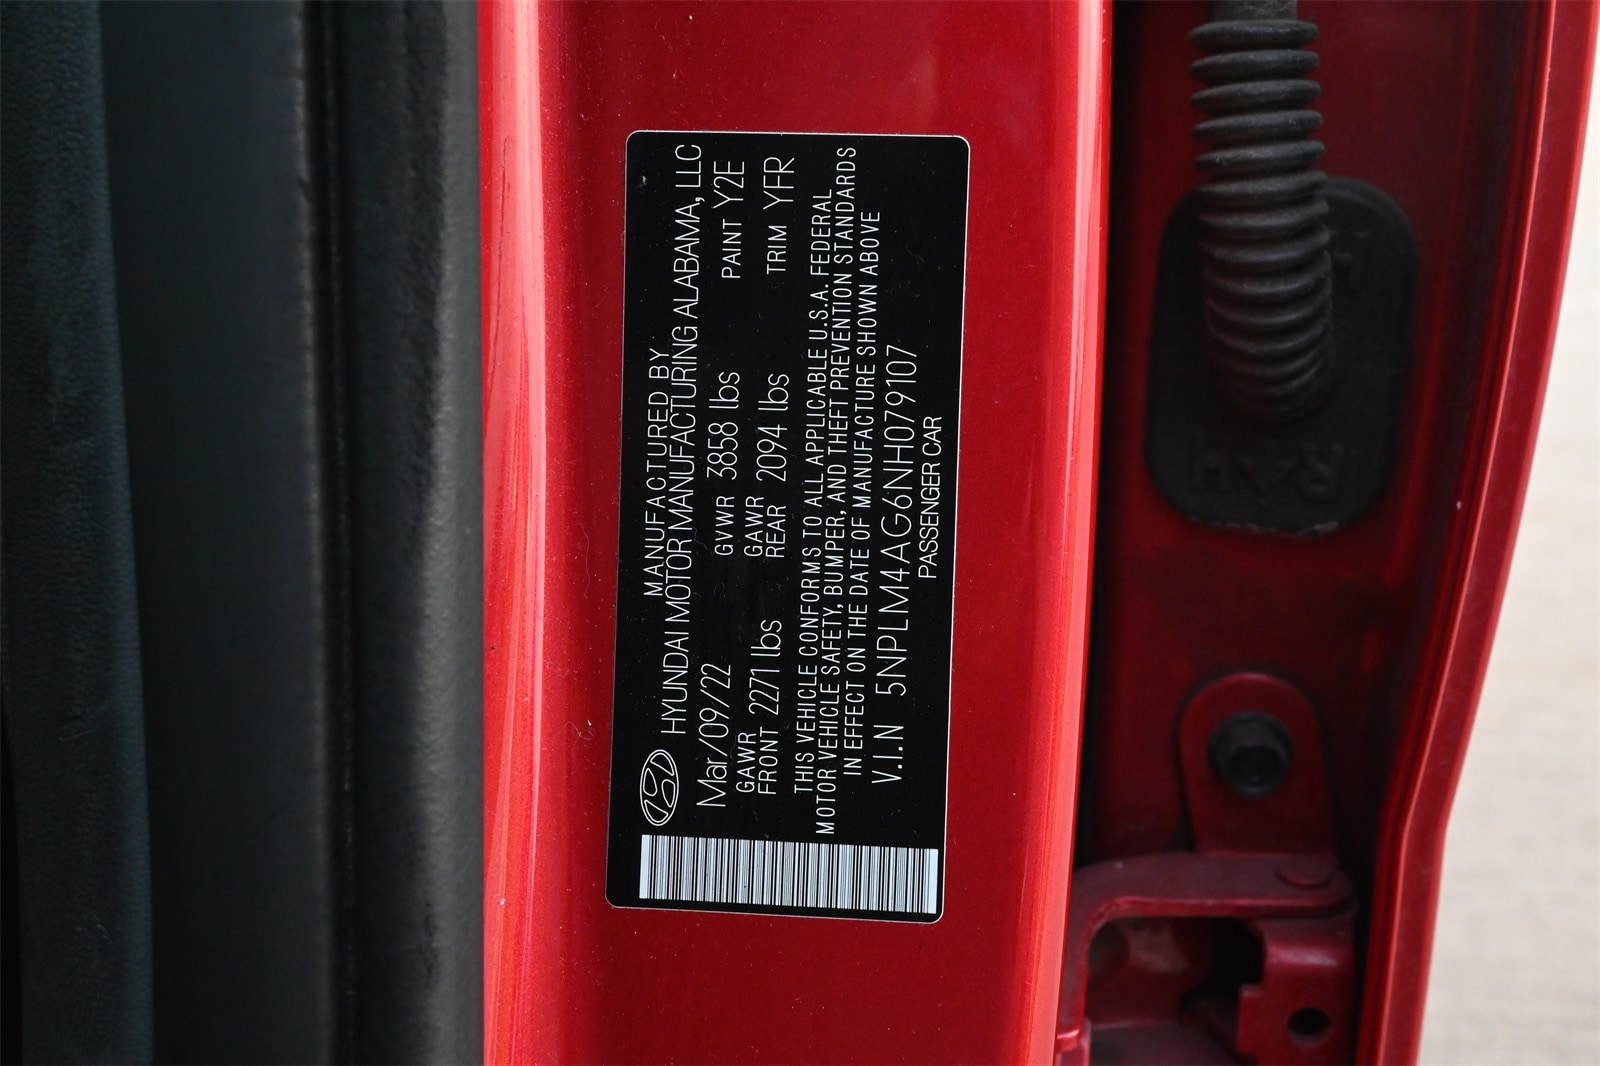 MANUFACTURED BY
HYUNDAI MOTOR MANUFACTURING ALABAMA, LLC
Mar/09/22 GVWR 3858 lbs PAINT Y2E
GAWR FRONT 2271 lbs GAWR REAR 2094 lbs TRIM YFR
THIS VEHICLE CONFORMS TO ALL APPLICABLE U.S.A. FEDERAL
MOTOR VEHICLE SAFETY, BUMPER, AND THEFT PREVENTION STANDARDS
IN EFFECT ON THE DATE OF MANUFACTURE SHOWN ABOVE
V.I.N 5NPLM4AG6NH079107
PASSENGER CAR